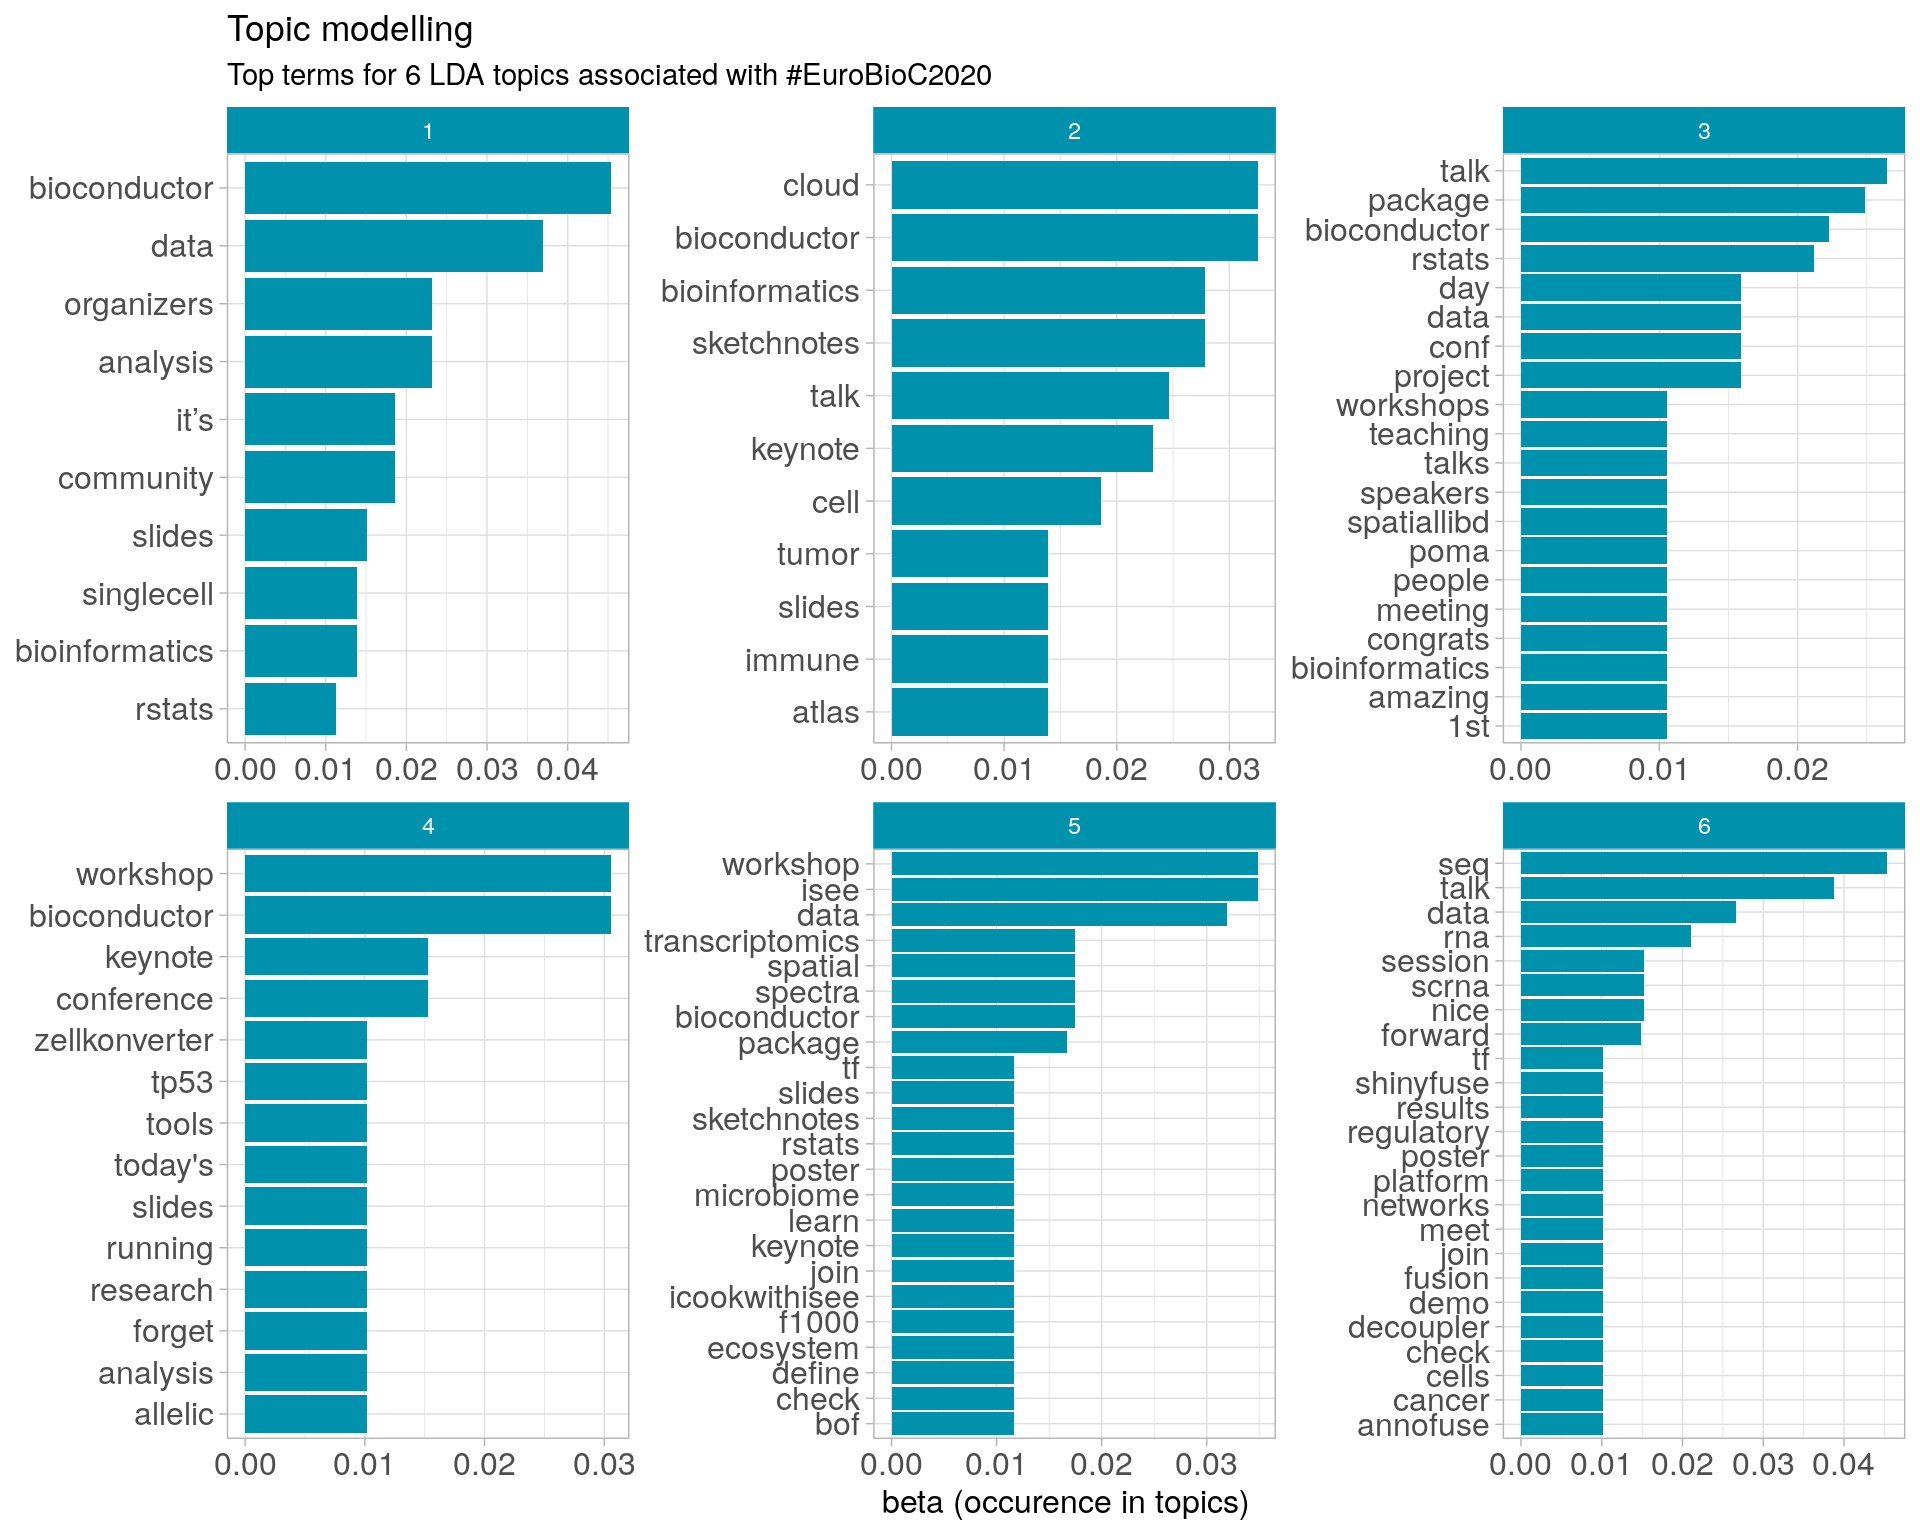 Topic modelling
Top terms for 6 LDA topics associated with #EuroBioC2020
1
bioconductor
data
organizers
analysis
it’s
community
slides
singlecell
bioinformatics
rstats
0.00 0.01 0.02 0.03 0.04
2
cloud
bioconductor
bioinformatics
sketchnotes
talk
keynote
cell
tumor
slides
immune
atlas
0.00 0.01 0.02 0.03
3
talk
package
bioconductor
rstats
day
data
conf
project
workshops
teaching
talks
speakers
spatiallibd
poma
people
meeting
congrats
bioinformatics
amazing
1st
0.00 0.01 0.02
4
workshop
bioconductor
keynote
conference
zellkonverter
tp53
tools
today's
slides
running
research
forget
analysis
allelic
0.00 0.01 0.02 0.03
5
workshop
isee
data
transcriptomics
spatial
spectra
bioconductor
package
tf
slides
sketchnotes
rstats
poster
microbiome
learn
keynote
join
icookwithisee
f1000
ecosystem
define
check
bof
0.00 0.01 0.02 0.03
6
seq
talk
data
rna
session
scrna
nice
forward
tf
shinyfuse
results
regulatory
poster
platform
networks
meet
join
fusion
demo
decoupler
check
cells
cancer
annofuse
0.00 0.01 0.02 0.03 0.04
beta (occurence in topics)